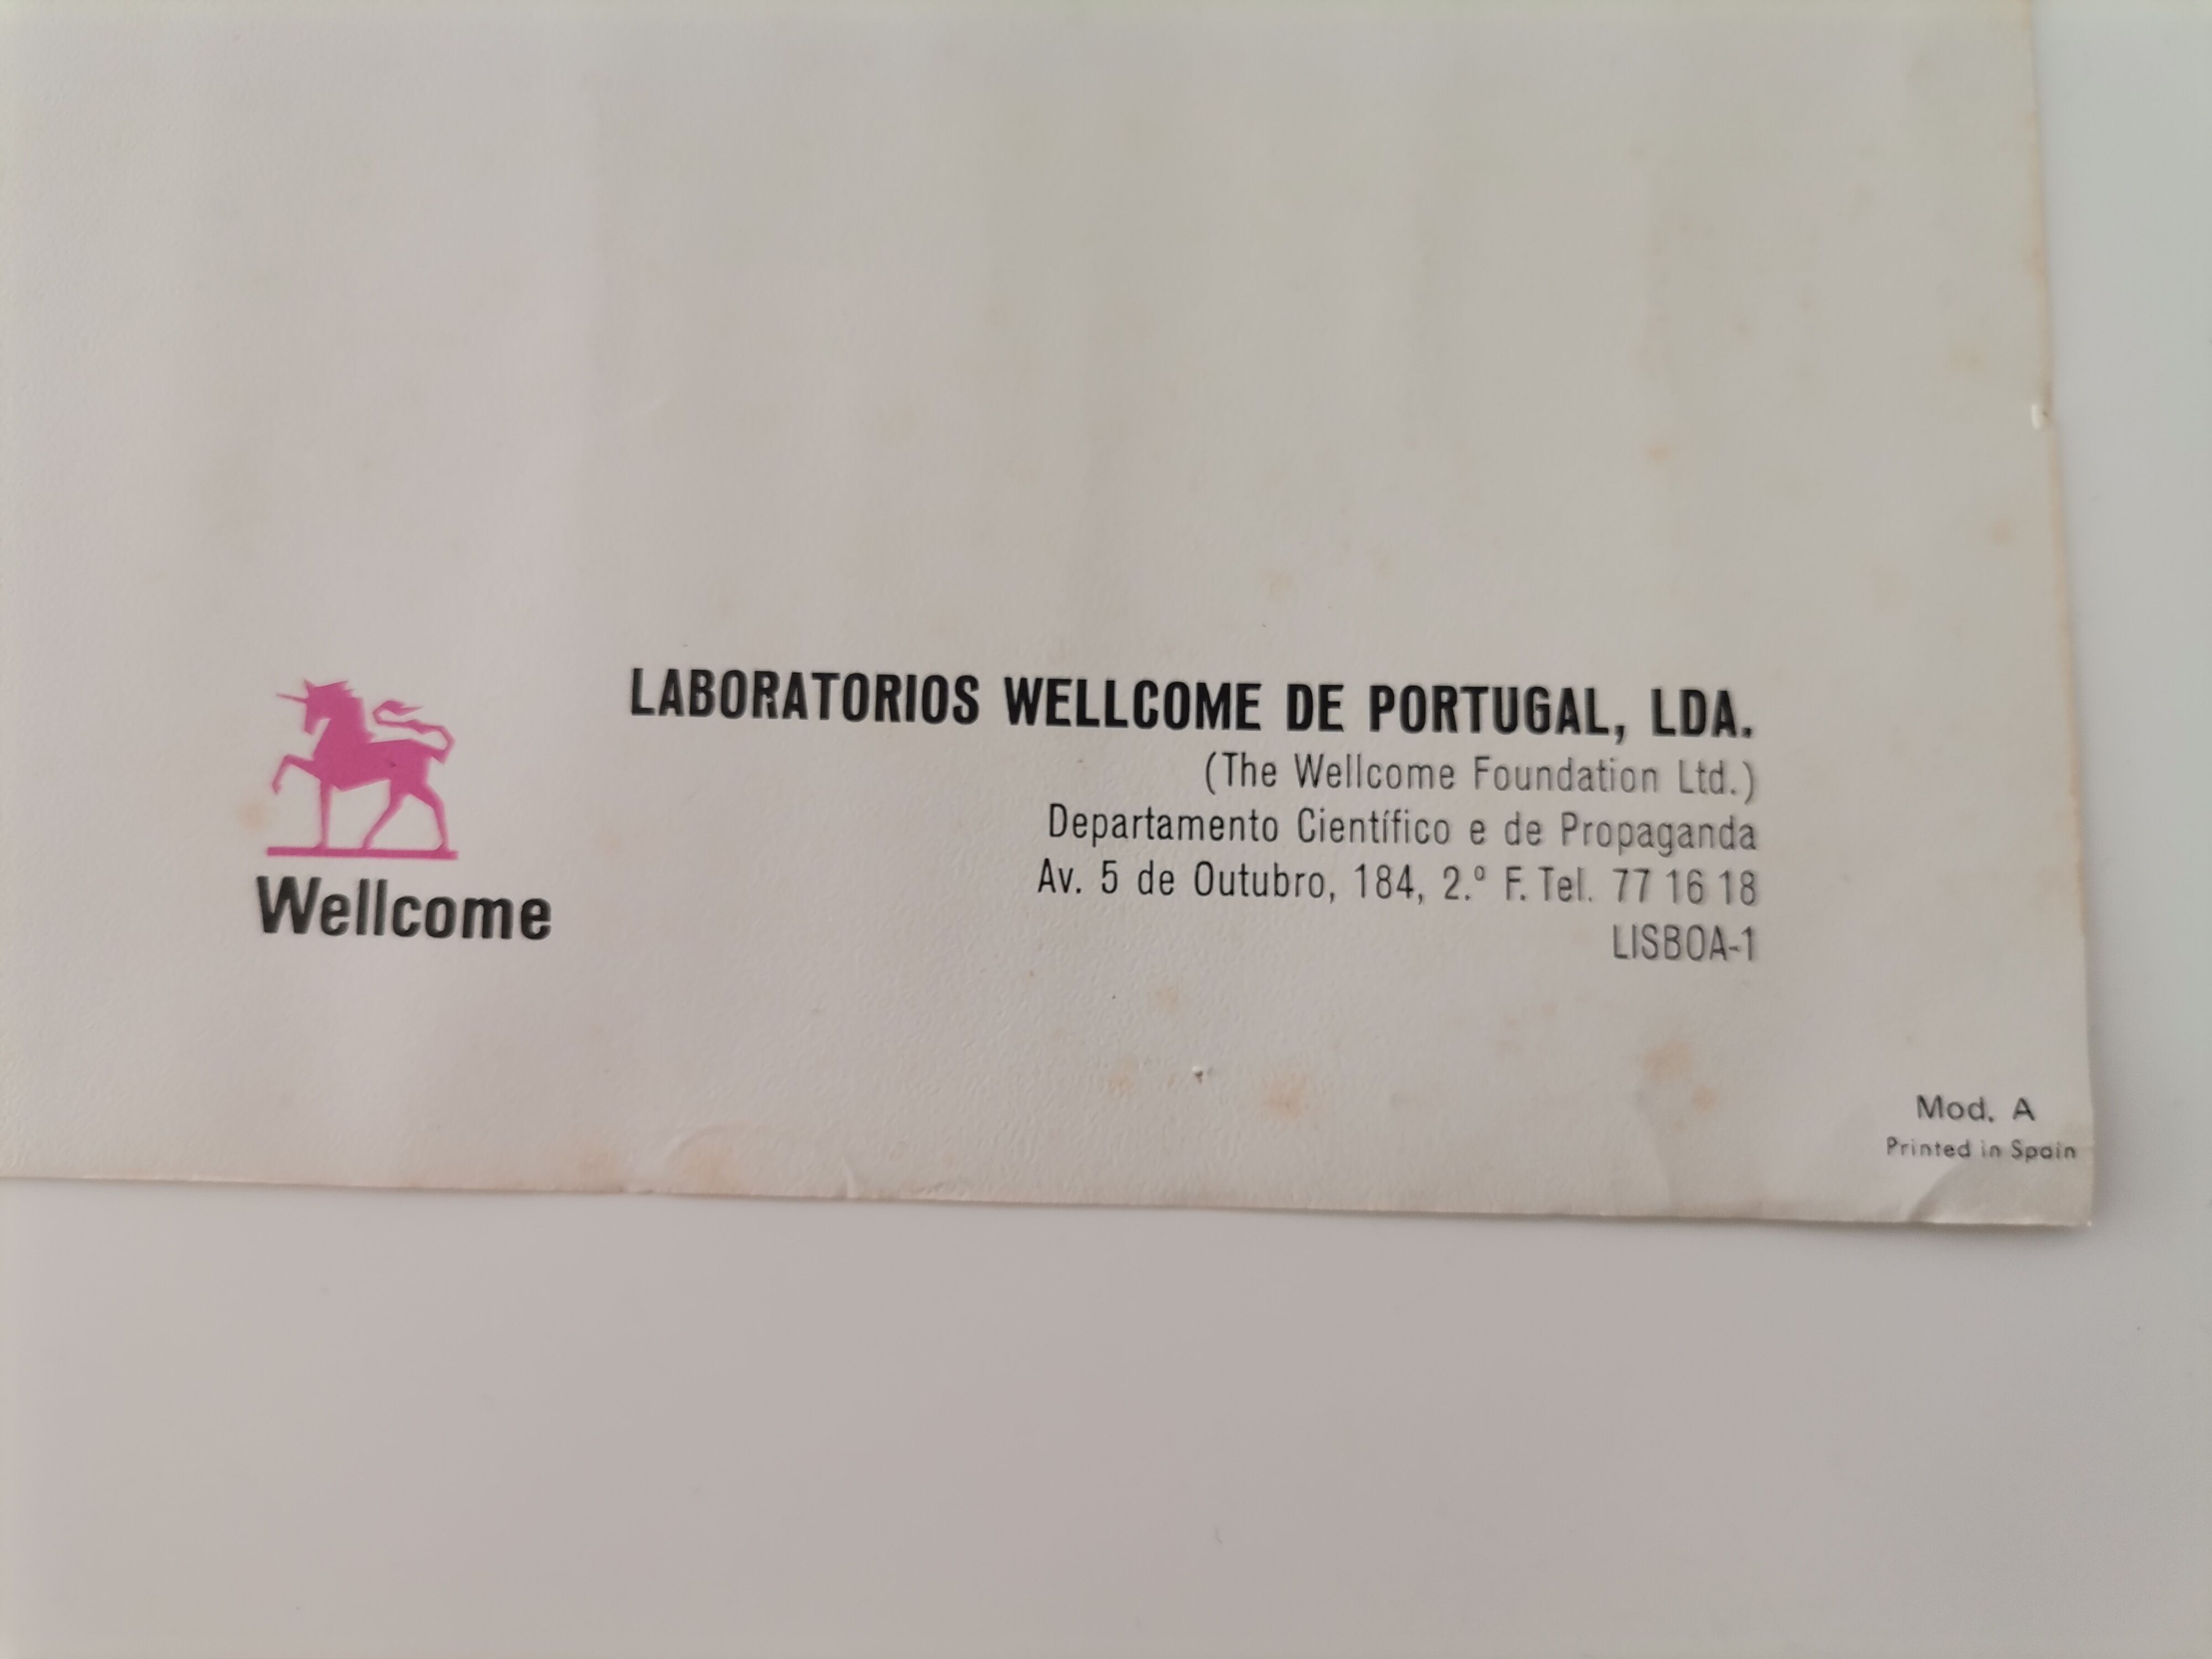 LABORATORIOS WELLCOME DE PORTUGAL, LDA.
(The Wellcome Foundation Ltd.)
Departamento Científico e de Propaganda
Av. 5 de Outubro, 184, 2.º F. Tel. 77 16 18
LISBOA-1
Wellcome
Mod. A
Printed in Spain